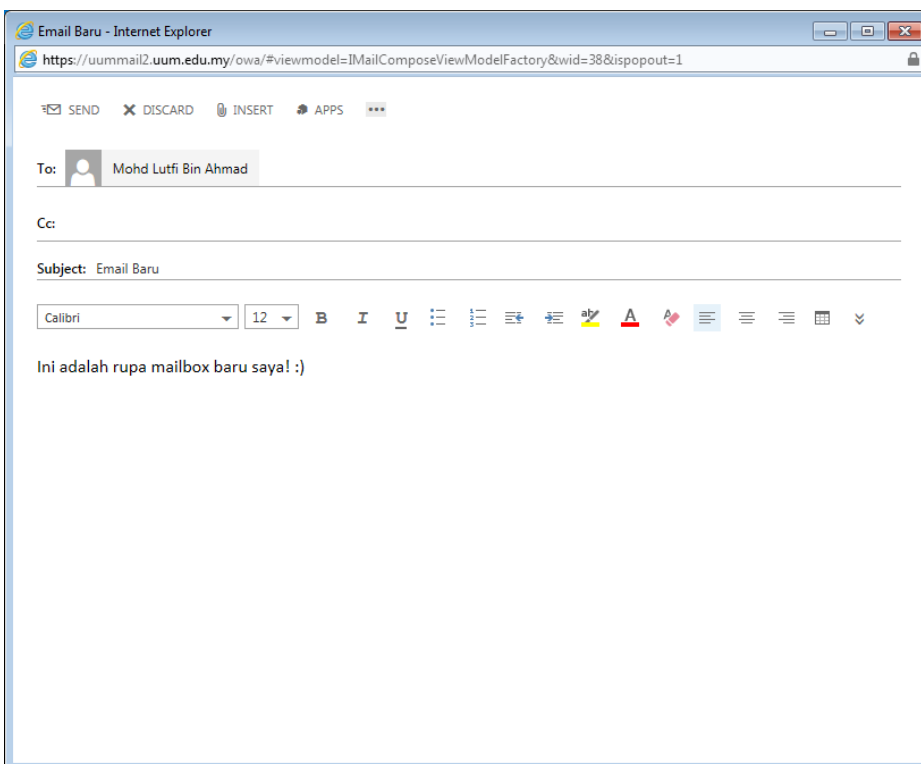 Email Baru - Internet Explorer
https://uummail2.uum.edu.my/owa/#viewmodel=IMailComposeViewModelFactory&wid=38&ispopout=1
SEND DISCARD INSERT APPS
To: Mohd Lutfi Bin Ahmad
Cc:
Subject: Email Baru
Calibri 12 B I U aby A
Ini adalah rupa mailbox baru saya! :)